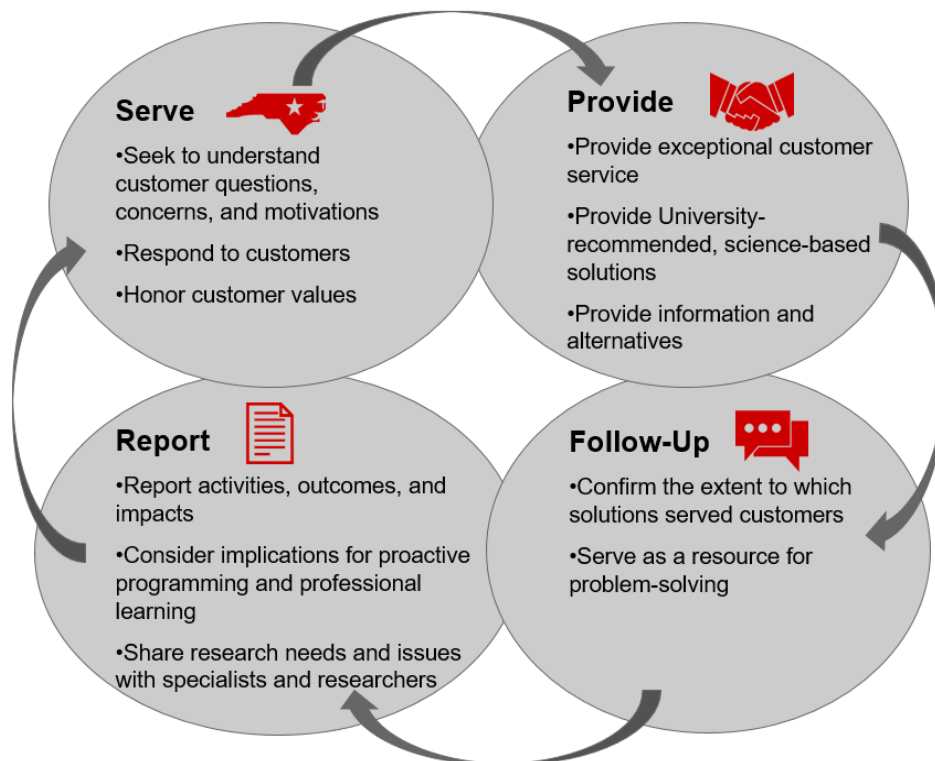 Serve
•Seek to understand
customer questions,
concerns, and motivations
•Respond to customers
•Honor customer values
Provide
•Provide exceptional customer
service
•Provide University-
recommended, science-based
solutions
•Provide information and
alternatives
Follow-Up
•Confirm the extent to which
solutions served customers
•Serve as a resource for
problem-solving
Report
•Report activities, outcomes, and
impacts
•Consider implications for proactive
programming and professional
learning
•Share research needs and issues
with specialists and researchers